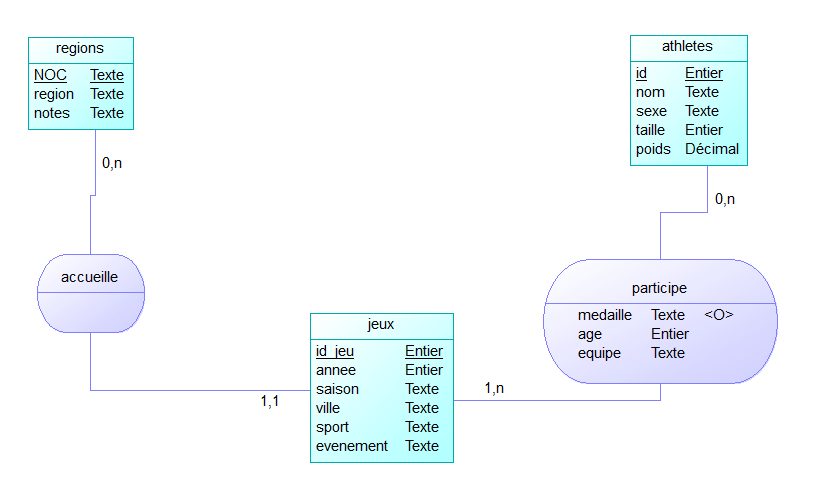 regions
NOC Texte
region Texte
notes Texte
0,n
accueille
1,1
athletes
id Entier
nom Texte
sexe Texte
taille Entier
poids Décimal
0,n
participe
medaille Texte <O>
age Entier
equipe Texte
jeux
id_jeu Entier
annee Entier
saison Texte
ville Texte
sport Texte
evenement Texte
1,n